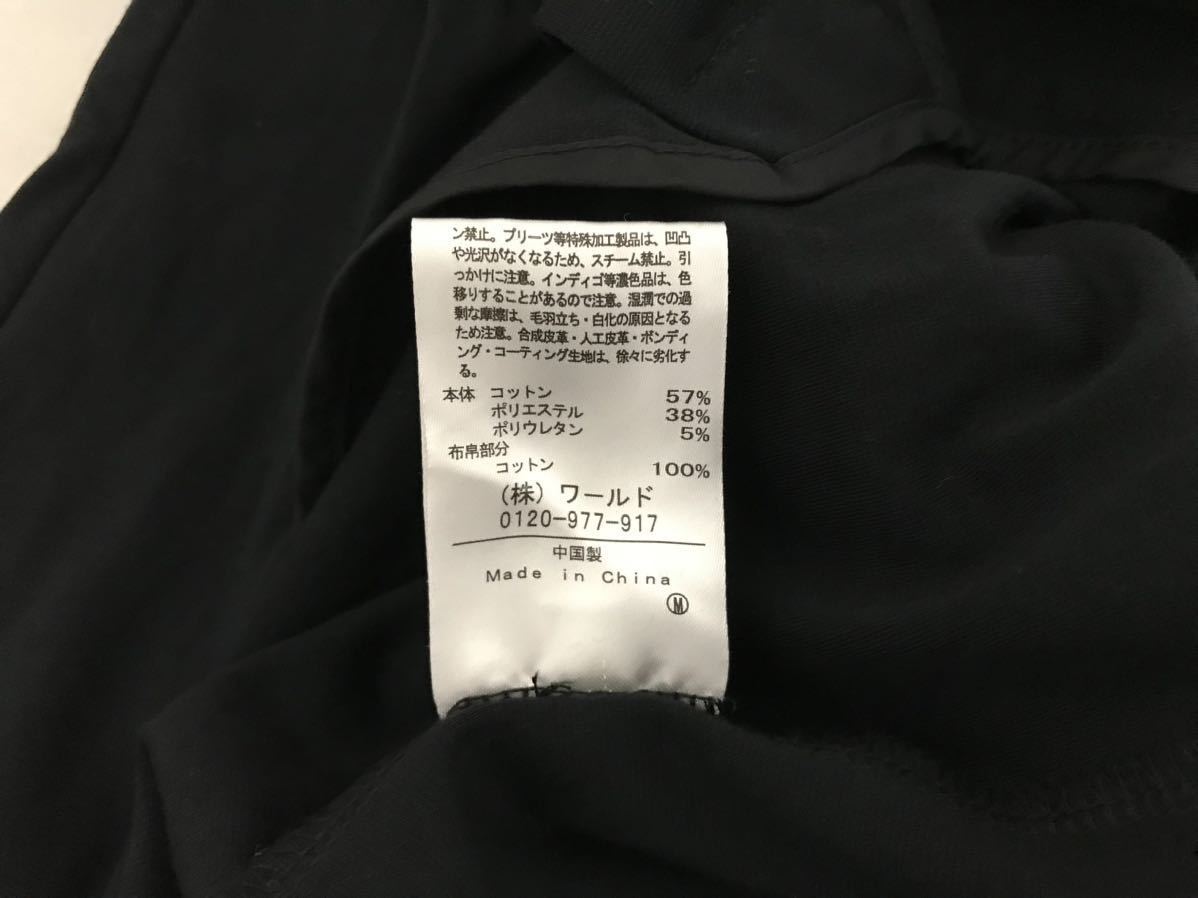 ン禁止。プリーツ等特殊加工製品は、凹凸
や光沢がなくなるため、スチーム禁止。引
っかけに注意。インディゴ等濃色品は、色
移りすることがあるので注意。湿潤での過
剰な摩擦は、毛羽立ち・白化の原因となる
ため注意。合成皮革・人工皮革・ボンディ
ング・コーティング生地は、徐々に劣化す
る。
本体 コットン 57%
ポリエステル 38%
ポリウレタン 5%
布帛部分
コットン 100%
(株) ワールド
0120-977-917
中国製
Made in China
Ⓜ